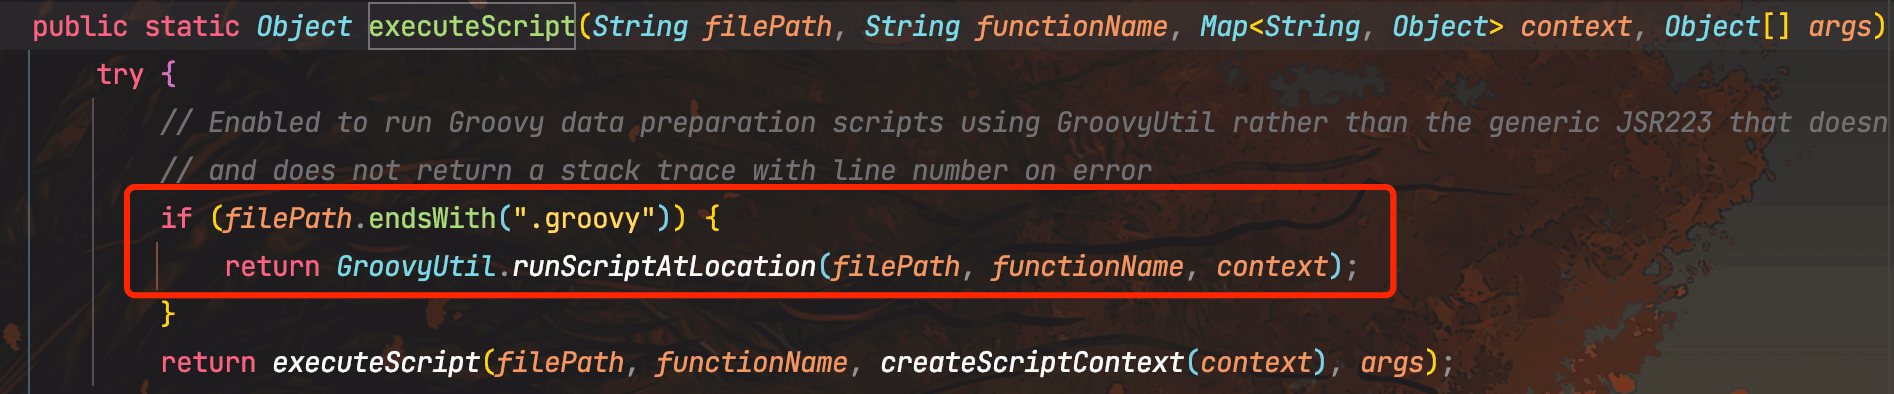 public static Object executeScript(String filePath, String functionName, Map<String, Object> context, Object[] args)
try {
// Enabled to run Groovy data preparation scripts using GroovyUtil rather than the generic JSR223 that doesn
// and does not return a stack trace with line number on error
if (filePath.endsWith(".groovy")) {
return GroovyUtil.runScriptAtLocation(filePath, functionName, context);
}
return executeScript(filePath, functionName, createScriptContext(context), args);